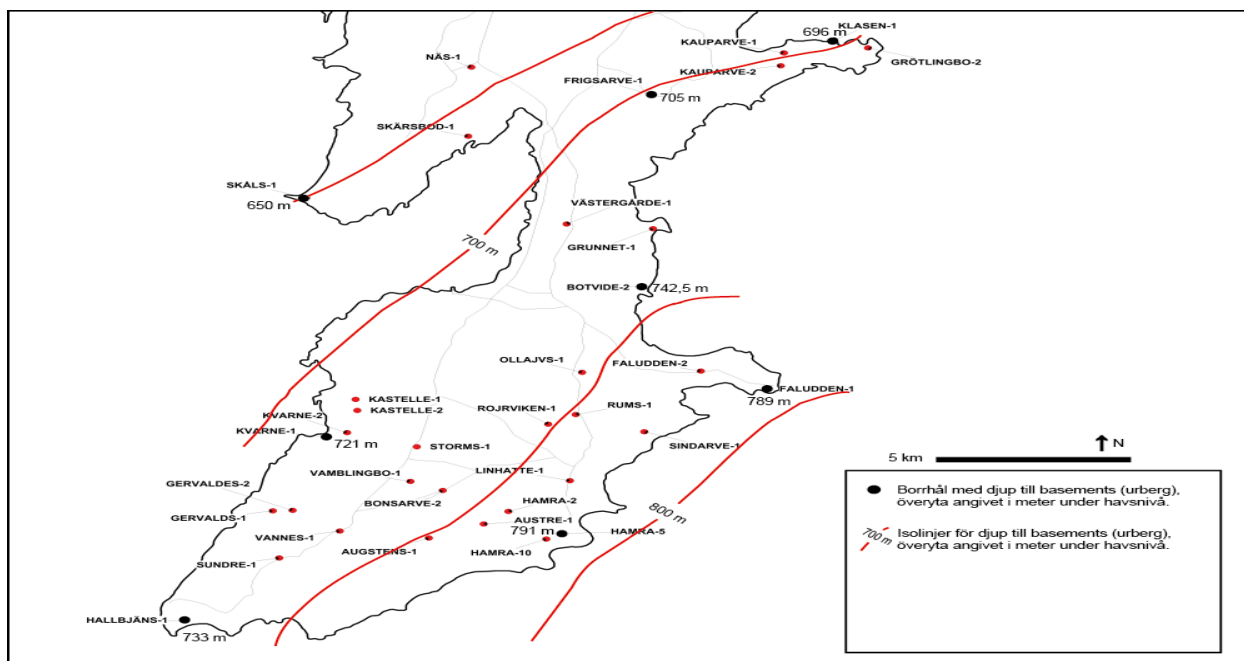 KLASEN-1
696 m
KAUPARVE-1
NÄS-1
GRÖTLINGBO-2
KAUPARVE-2
FRIGSARVE-1
705 m
SKÄRSBOD-1
SKÅLS-1
650 m
VÄSTERGÅRDE-1
700 m
GRUNNET-1
BOTVIDE-2
742,5 m
OLLAJVS-1
FALUDDEN-2
FALUDDEN-1
789 m
KASTELLE-1
KASTELLE-2
ROJRVIKEN-1
RUMS-1
KVARNE-2
KVARNE-1
721 m
STORMS-1
SINDARVE-1
N
5 km
VAMBLINGBO-1
LINHATTE-1
GERVALDES-2
BONSARVE-2
HAMRA-2
GERVALDS-1
AUSTRE-1
800 m
791 m
HAMRA-5
VANNES-1
AUGSTENS-1
HAMRA-10
SUNDRE-1
HALLBJÄNS-1
733 m
Borrhål med djup till basements (urberg),
överyta angivet i meter under havsnivå.
700 m
Isolinjer för djup till basements (urberg),
överyta angivet i meter under havsnivå.